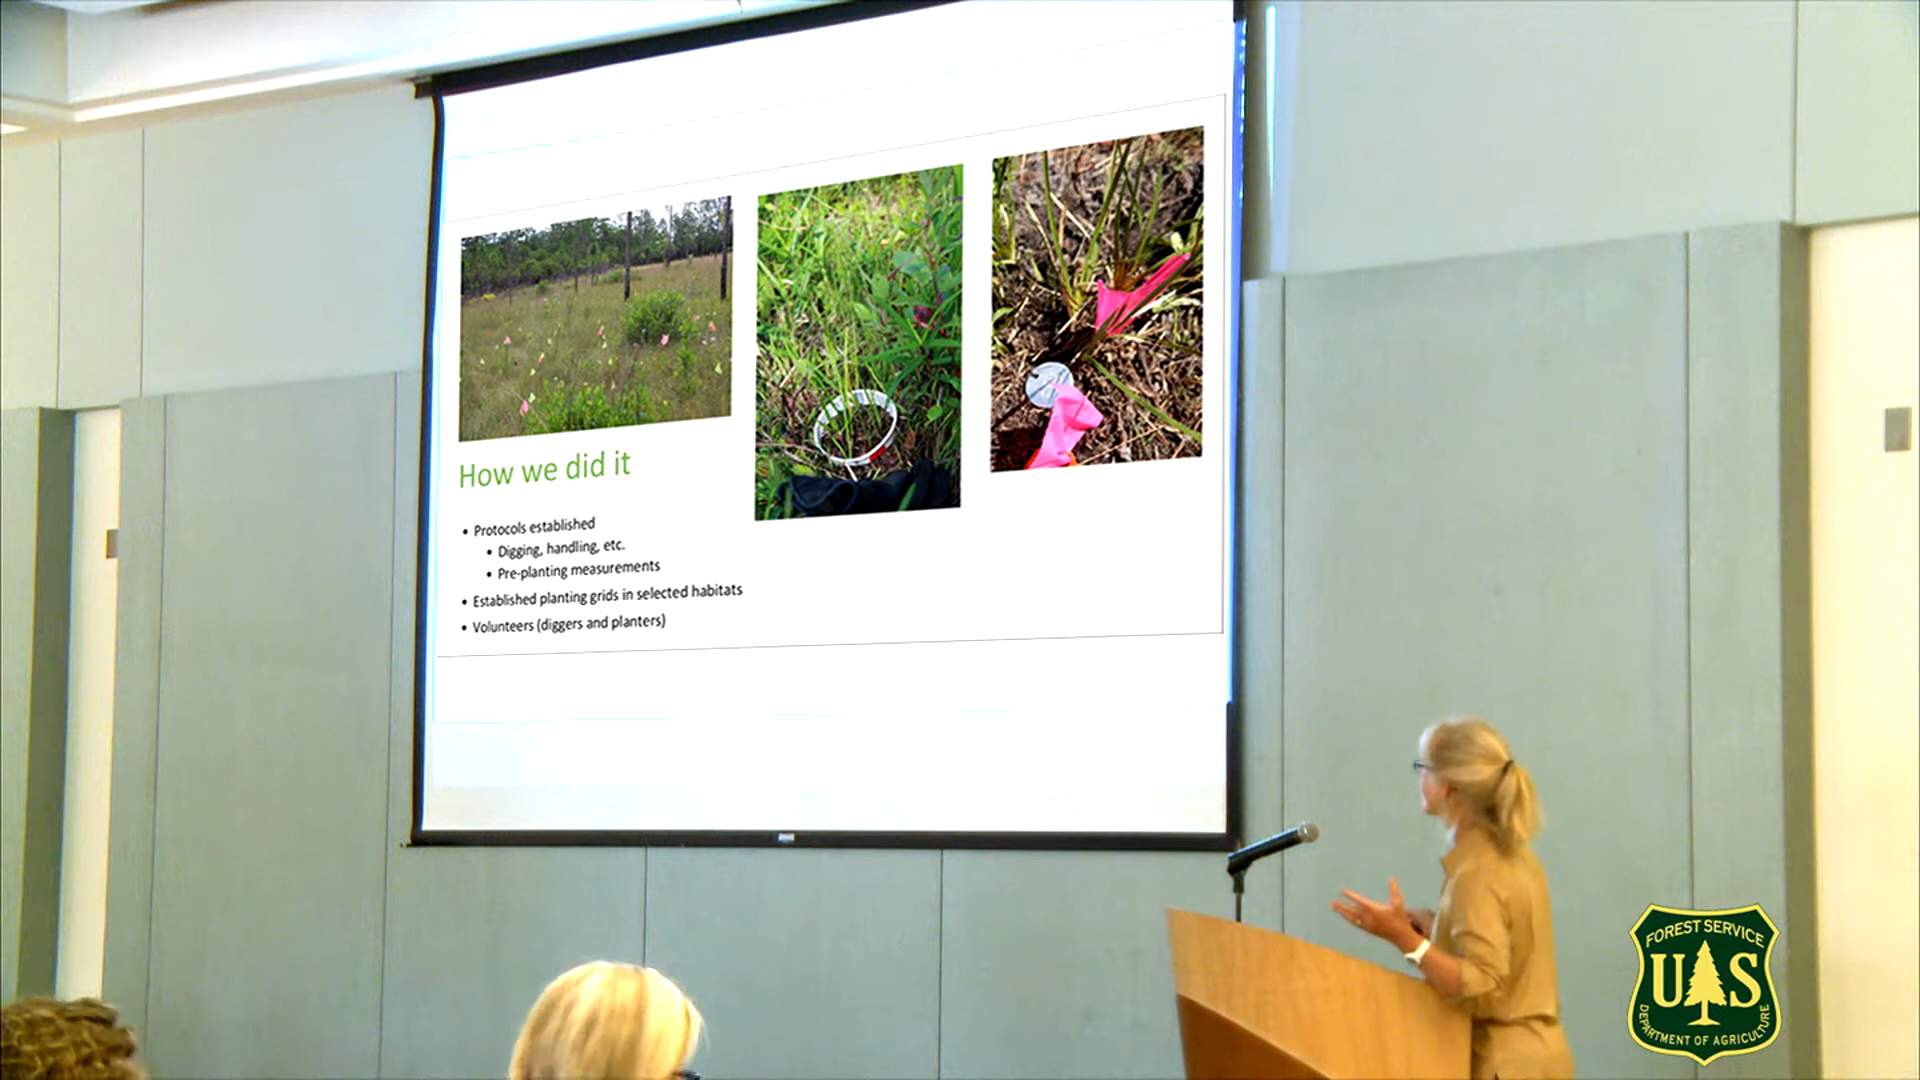 How we did it
• Protocols established
• Digging, handling, etc.
• Pre-planting measurements
• Established planting grids in selected habitats
• Volunteers (diggers and planters)
FOREST SERVICE
UAS
DEPARTMENT OF AGRICULTURE